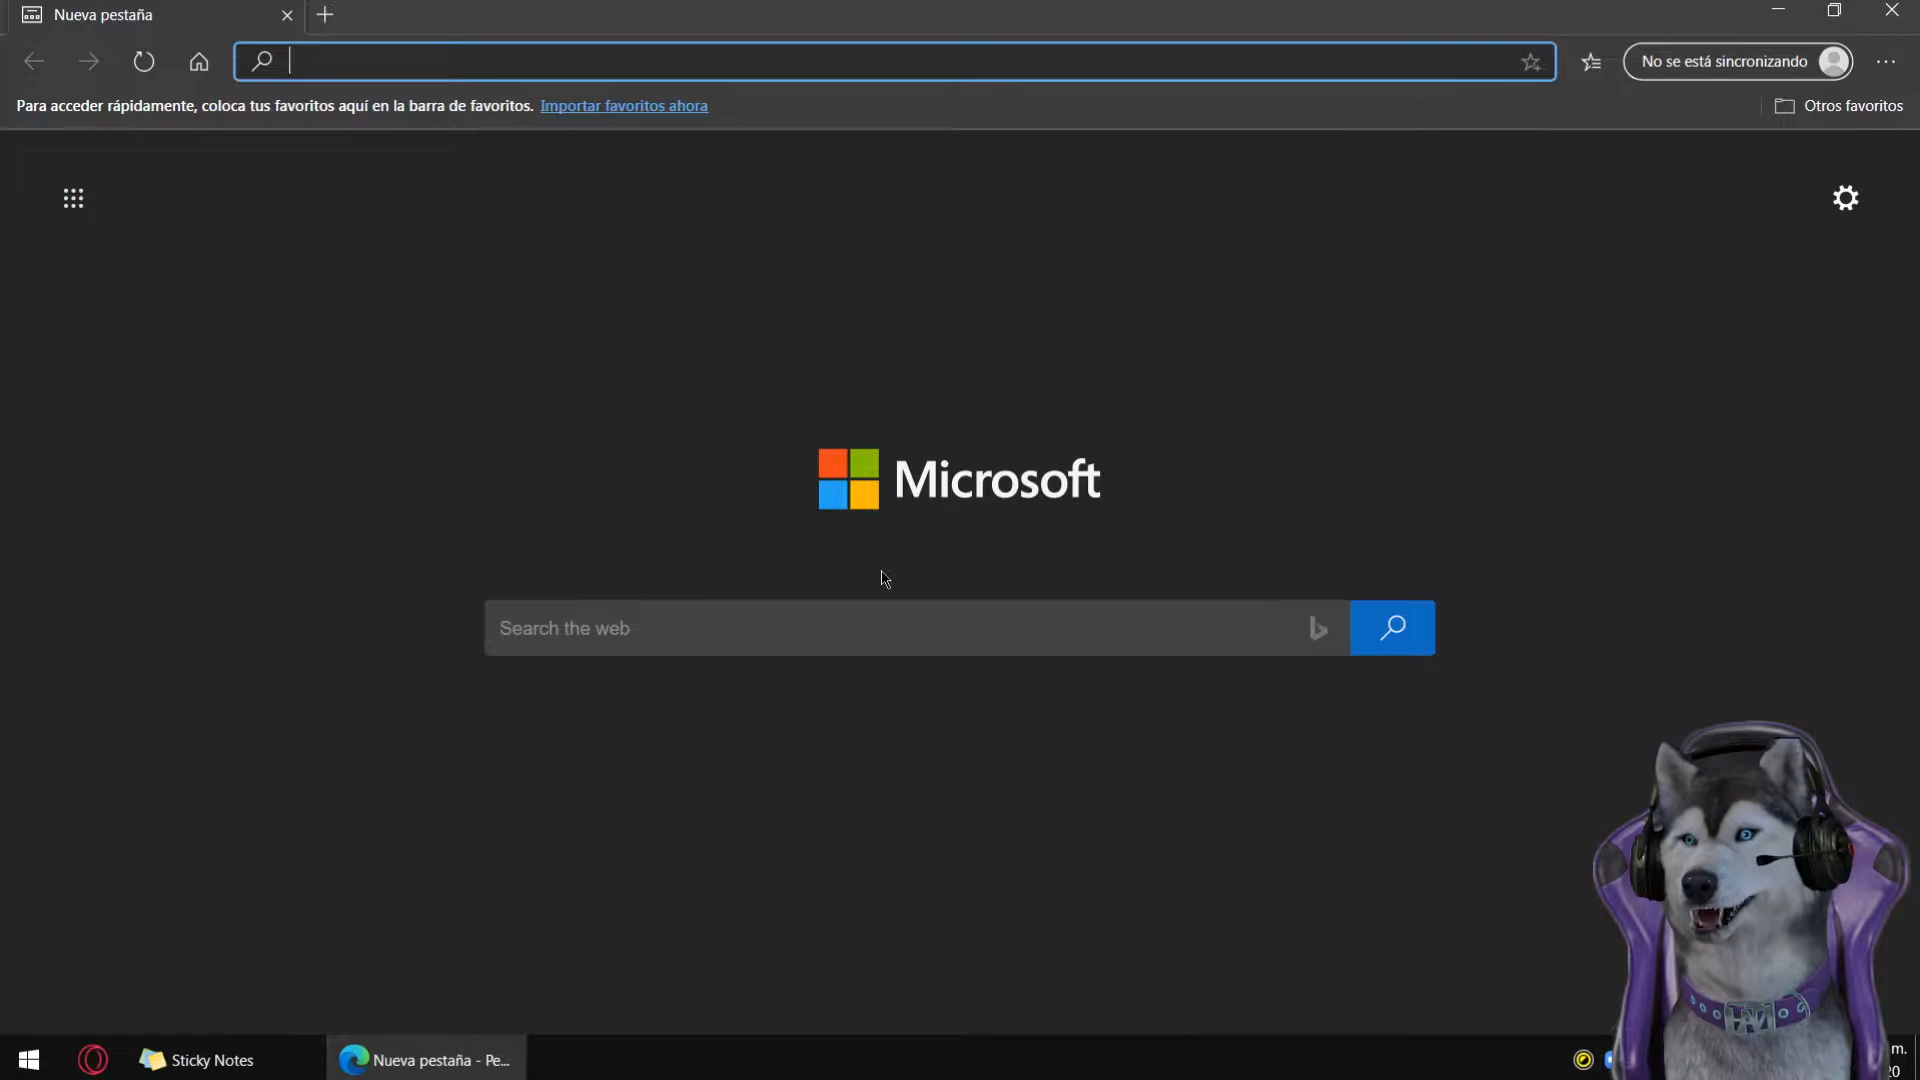 Nueva pestaña
No se está sincronizando
Para acceder rápidamente, coloca tus favoritos aquí en la barra de favoritos. Importar favoritos ahora
Otros favoritos
Microsoft
Search the web
Sticky Notes
Nueva pestaña - Pe...
m.
20